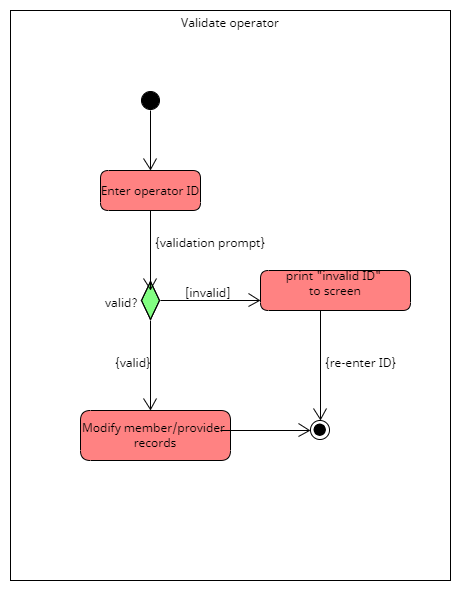 Validate operator
Enter operator ID
{validation prompt}
print "invalid ID"
to screen
[invalid]
valid?
{valid}
{re-enter ID}
Modify member/provider
records